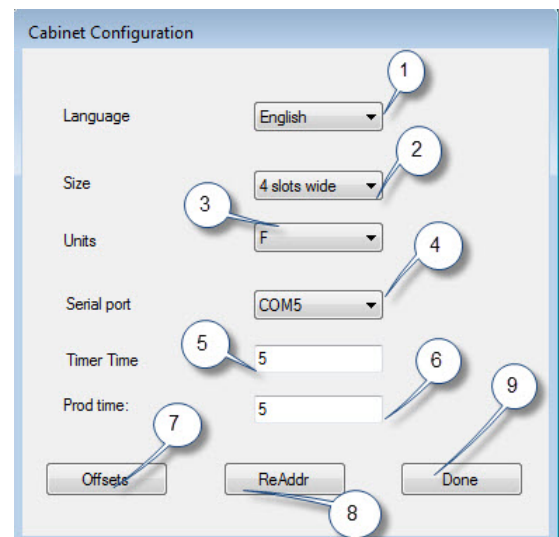 Cabinet Configuration
1
Language English
2
Size 4 slots wide
3
Units F
4
Serial port COM5
5
Timer Time 5
6
Prod time: 5
9
7
Offsets ReAddr Done
8